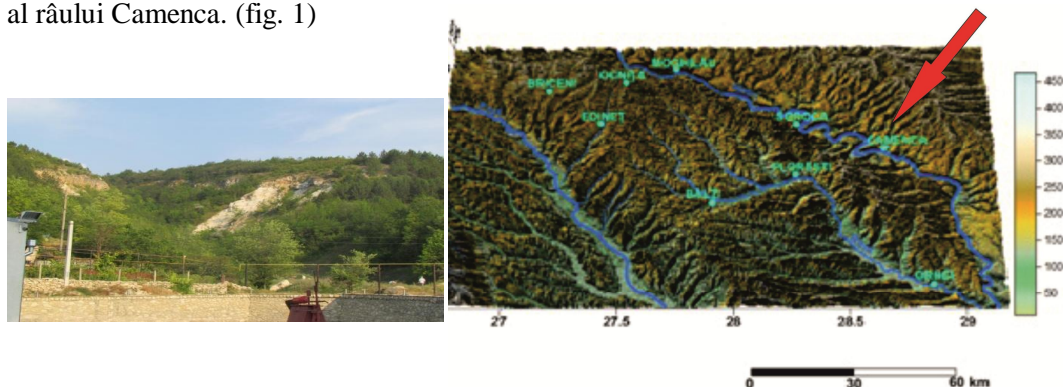 al râului Camenca. (fig. 1)
MOGHILĂU
OCNIȚA
BRICENI
EDINEȚ
SOROCA
CAMENCA
FLOREȘTI
BĂLȚI
ORHEI
450
400
350
300
250
200
150
100
50
27 27.5 28 28.5 29
0 30 60 km